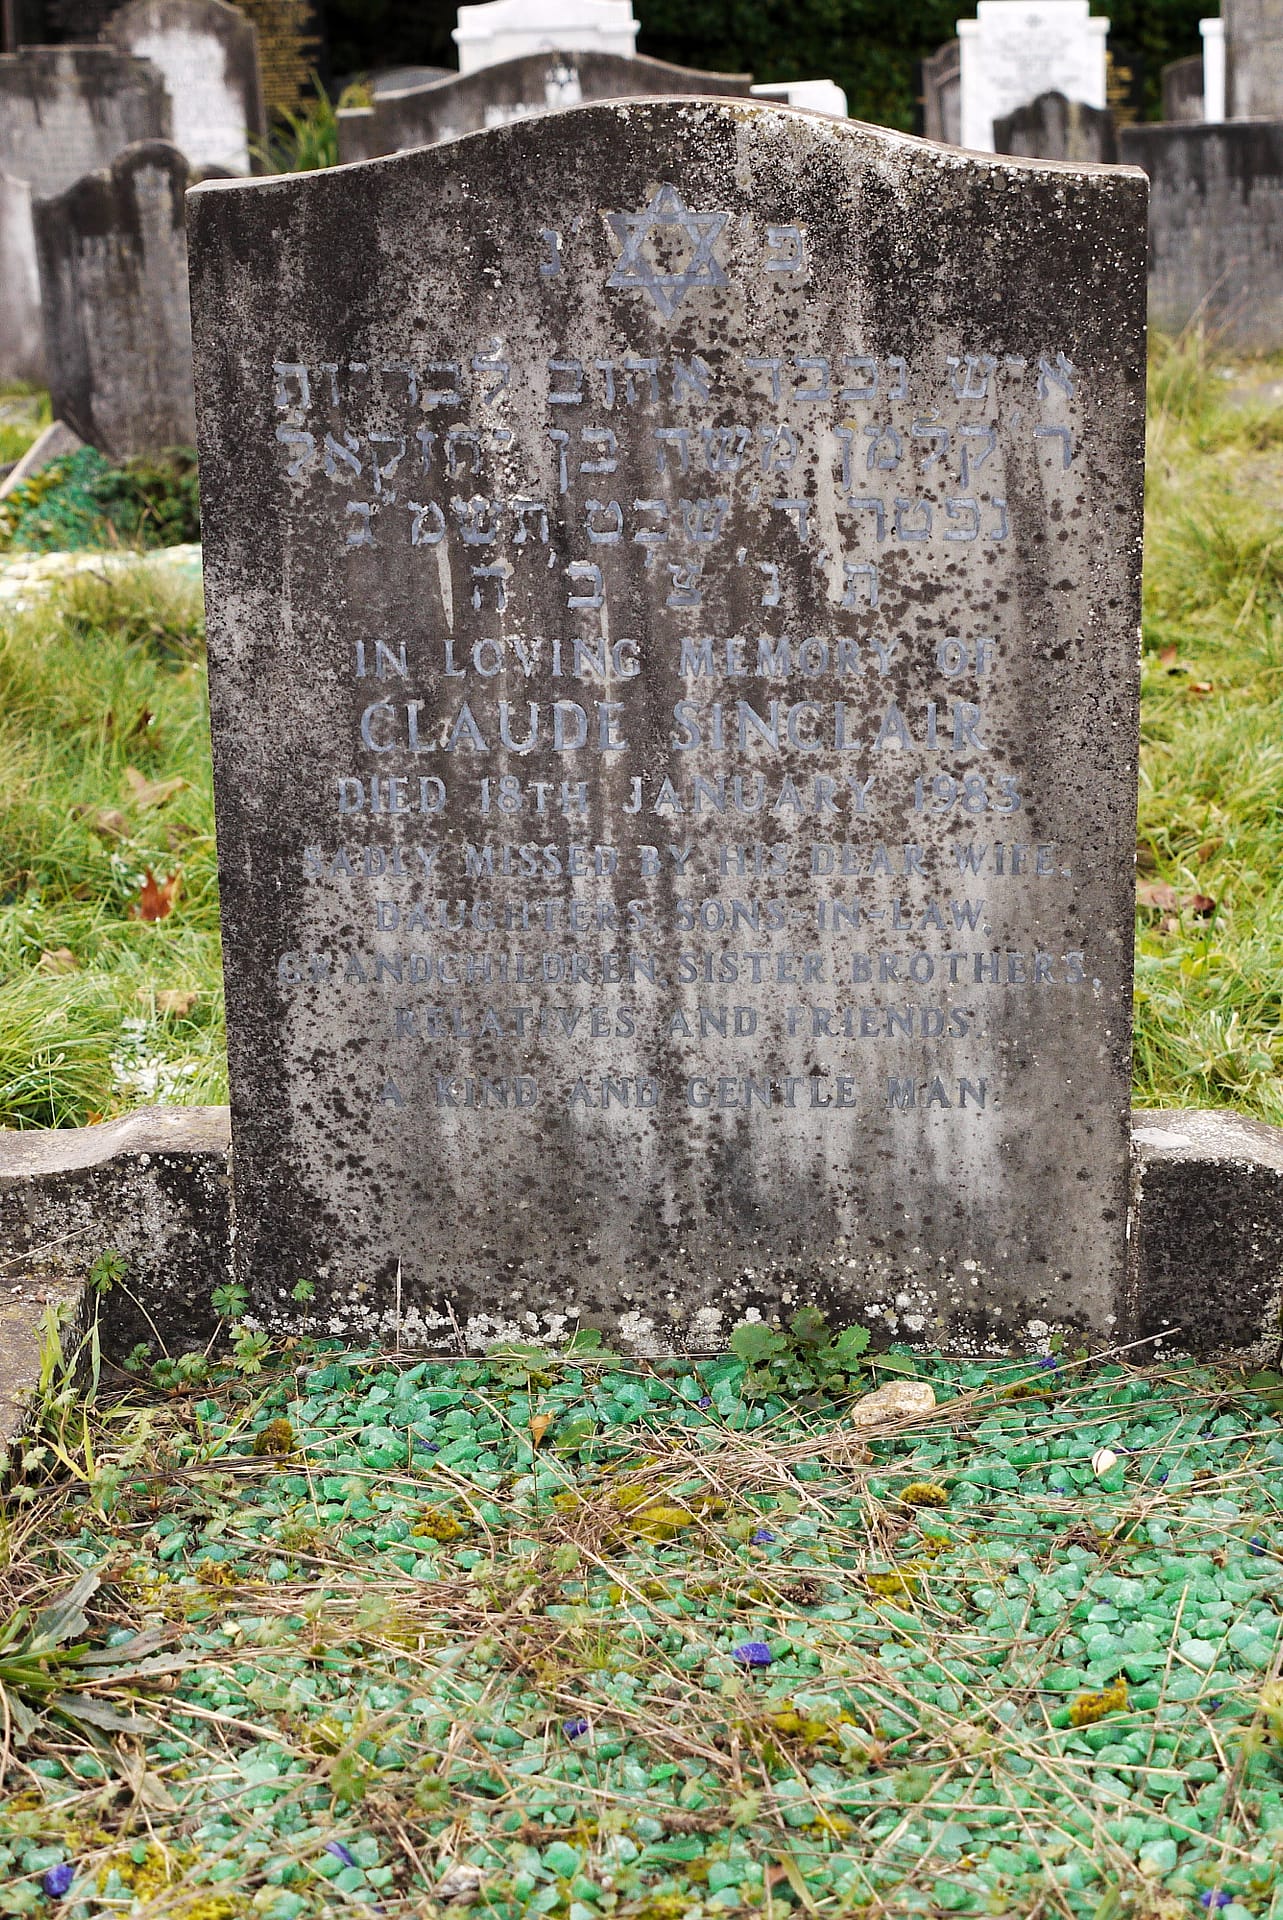 פ' נ'
איש נכבד אהוב לבריות
ר' קלמן משה בן יחזקאל
נפטר ד' שבט תשמ"ג
ת' נ' צ' ב' ה
IN LOVING MEMORY OF
CLAUDE SINCLAIR
DIED 18TH JANUARY 1983
SADLY MISSED BY HIS DEAR WIFE,
DAUGHTERS, SONS-IN-LAW,
GRANDCHILDREN, SISTER BROTHERS,
RELATIVES AND FRIENDS.
A KIND AND GENTLE MAN.